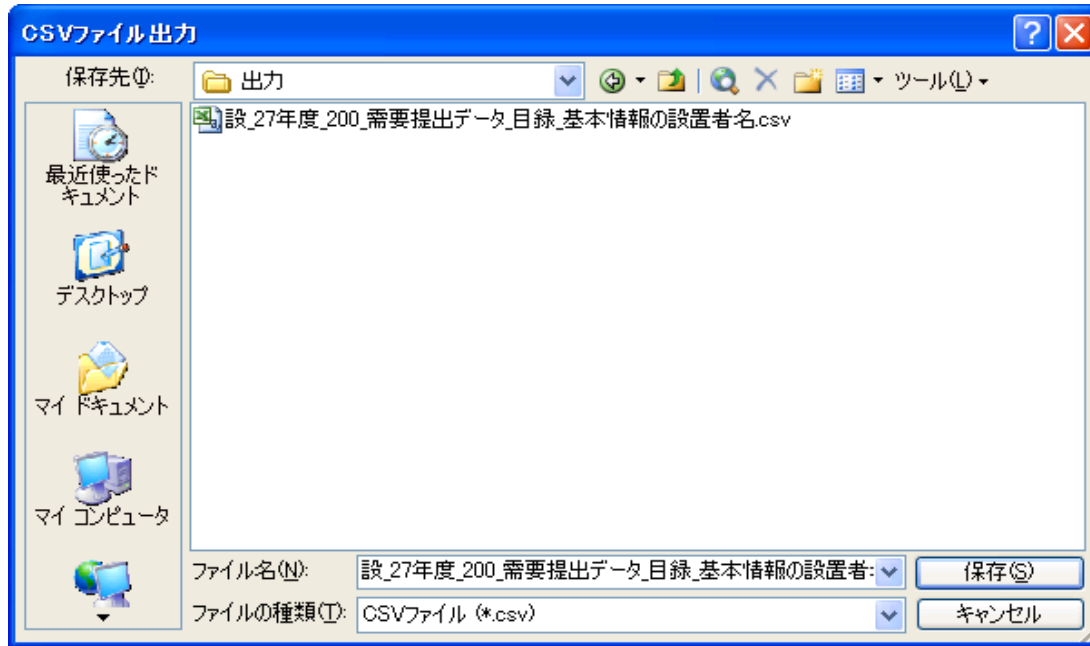 CSVファイル出力
保存先(I):
出力
ツール(L)
設_27年度_200_需要提出データ_目録_基本情報の設置者名.csv
最近使ったド
キュメント
デスクトップ
マイ ドキュメント
マイ コンピュータ
ファイル名(N):
設_27年度_200_需要提出データ_目録_基本情報の設置者
保存(S)
ファイルの種類(T):
CSVファイル (*.csv)
キャンセル